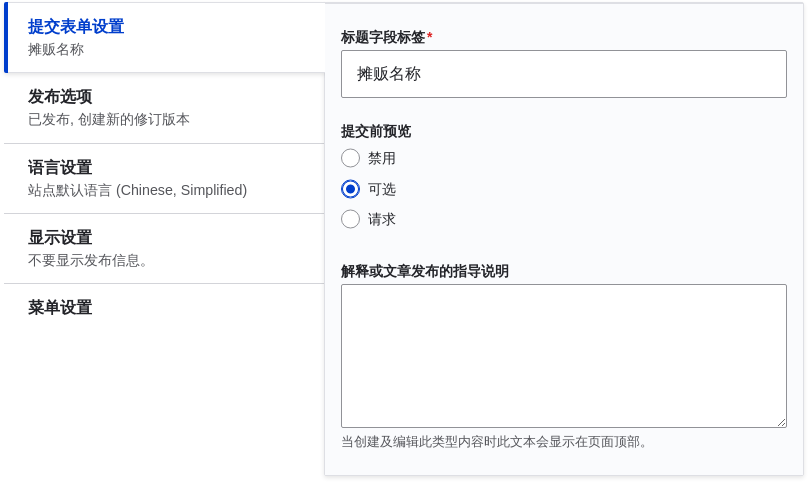 提交表单设置
摊贩名称
发布选项
已发布, 创建新的修订版本
语言设置
站点默认语言 (Chinese, Simplified)
显示设置
不要显示发布信息。
菜单设置
标题字段标签*
摊贩名称
提交前预览
禁用
可选
请求
解释或文章发布的指导说明
当创建及编辑此类型内容时此文本会显示在页面顶部。